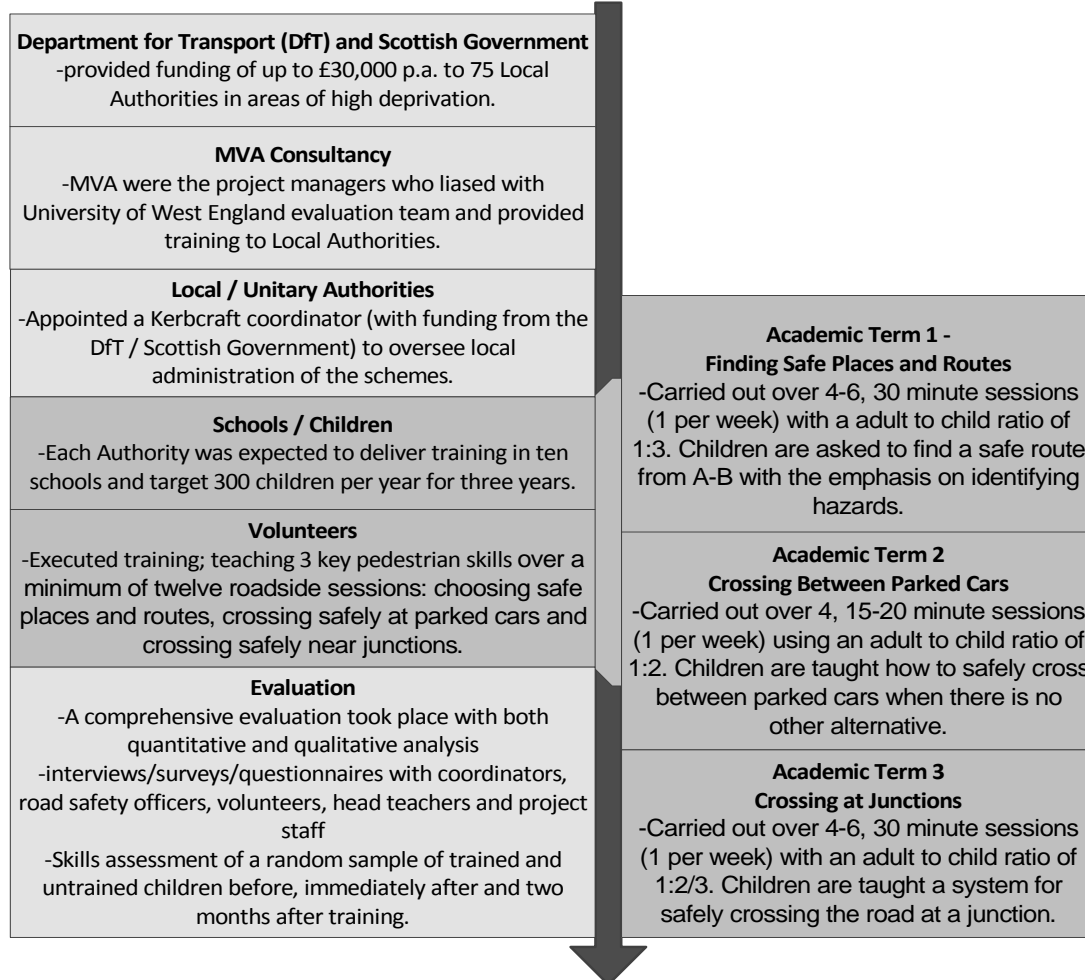 Department for Transport (DfT) and Scottish Government
-provided funding of up to £30,000 p.a. to 75 Local
Authorities in areas of high deprivation.
MVA Consultancy
-MVA were the project managers who liased with
University of West England evaluation team and provided
training to Local Authorities.
Local / Unitary Authorities
-Appointed a Kerbcraft coordinator (with funding from the
DfT / Scottish Government) to oversee local
administration of the schemes.
Schools / Children
-Each Authority was expected to deliver training in ten
schools and target 300 children per year for three years.
Volunteers
-Executed training; teaching 3 key pedestrian skills over a
minimum of twelve roadside sessions: choosing safe
places and routes, crossing safely at parked cars and
crossing safely near junctions.
Evaluation
-A comprehensive evaluation took place with both
quantitative and qualitative analysis
-interviews/surveys/questionnaires with coordinators,
road safety officers, volunteers, head teachers and project
staff
-Skills assessment of a random sample of trained and
untrained children before, immediately after and two
months after training.
Academic Term 1 -
Finding Safe Places and Routes
-Carried out over 4-6, 30 minute sessions
(1 per week) with a adult to child ratio of
1:3. Children are asked to find a safe route
from A-B with the emphasis on identifying
hazards.
Academic Term 2
Crossing Between Parked Cars
-Carried out over 4, 15-20 minute sessions
(1 per week) using an adult to child ratio of
1:2. Children are taught how to safely cross
between parked cars when there is no
other alternative.
Academic Term 3
Crossing at Junctions
-Carried out over 4-6, 30 minute sessions
(1 per week) with an adult to child ratio of
1:2/3. Children are taught a system for
safely crossing the road at a junction.